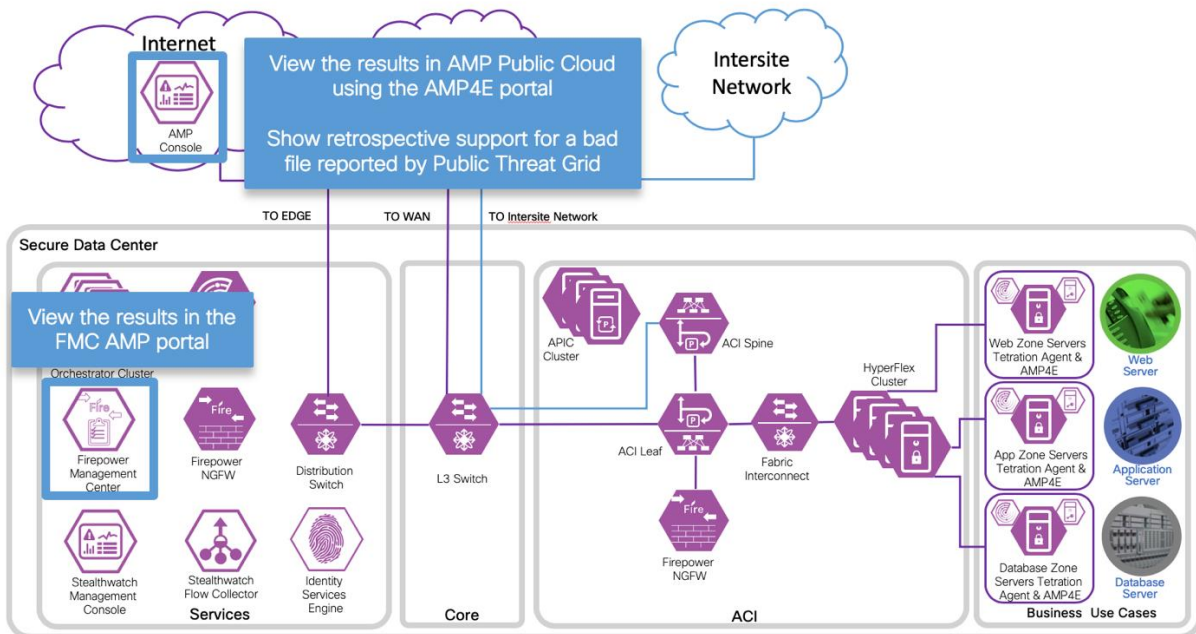 Internet
AMP
Console
View the results in AMP Public Cloud
using the AMP4E portal
Show retrospective support for a bad
file reported by Public Threat Grid
Intersite
Network
TO EDGE
TO WAN
TO Intersite Network
Secure Data Center
View the results in the
FMC AMP portal
Orchestrator Cluster
Fire
Firepower
Management
Center
Fire
Firepower
NGFW
Distribution
Switch
Stealthwatch
Management
Console
Stealthwatch
Flow Collector
Identity
Services
Engine
Services
L3 Switch
Core
APIC
Cluster
P
P
ACI Spine
P
ACI Leaf
Fabric
Interconnect
HyperFlex
Cluster
Fire
Firepower
NGFW
ACI
Web Zone Servers
Tetration Agent &
AMP4E
Web
Server
App Zone Servers
Tetration Agent &
AMP4E
Application
Server
Database Zone
Servers Tetration
Agent & AMP4E
Database
Server
Business Use Cases